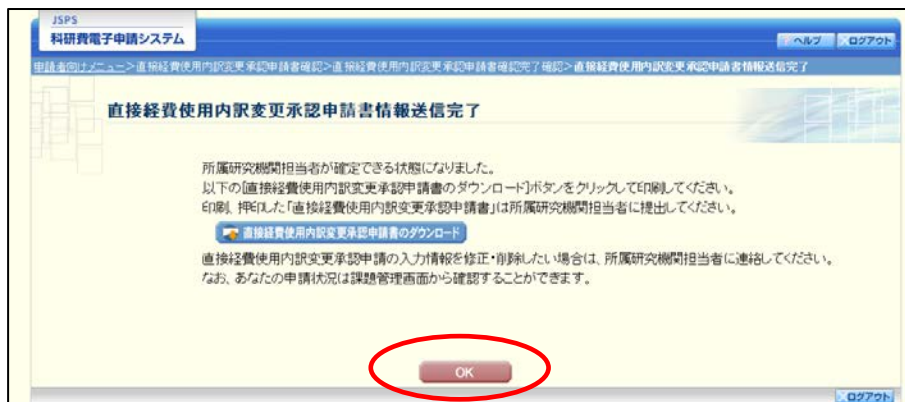 JSPS
科研費電子申請システム
ヘルプ ログアウト
申請者向けメニュー>直接経費使用内訳変更承認申請書確認>直接経費使用内訳変更承認申請書確認完了確認>直接経費使用内訳変更承認申請書情報送信完了
直接経費使用内訳変更承認申請書情報送信完了
所属研究機関担当者が確定できる状態になりました。
以下の[直接経費使用内訳変更承認申請書のダウンロード]ボタンをクリックして印刷してください。
印刷、押印した「直接経費使用内訳変更承認申請書」は所属研究機関担当者に提出してください。
直接経費使用内訳変更承認申請書のダウンロード
直接経費使用内訳変更承認申請の入力情報を修正・削除したい場合は、所属研究機関担当者に連絡してください。
なお、あなたの申請状況は課題管理画面から確認することができます。
OK
ログアウト